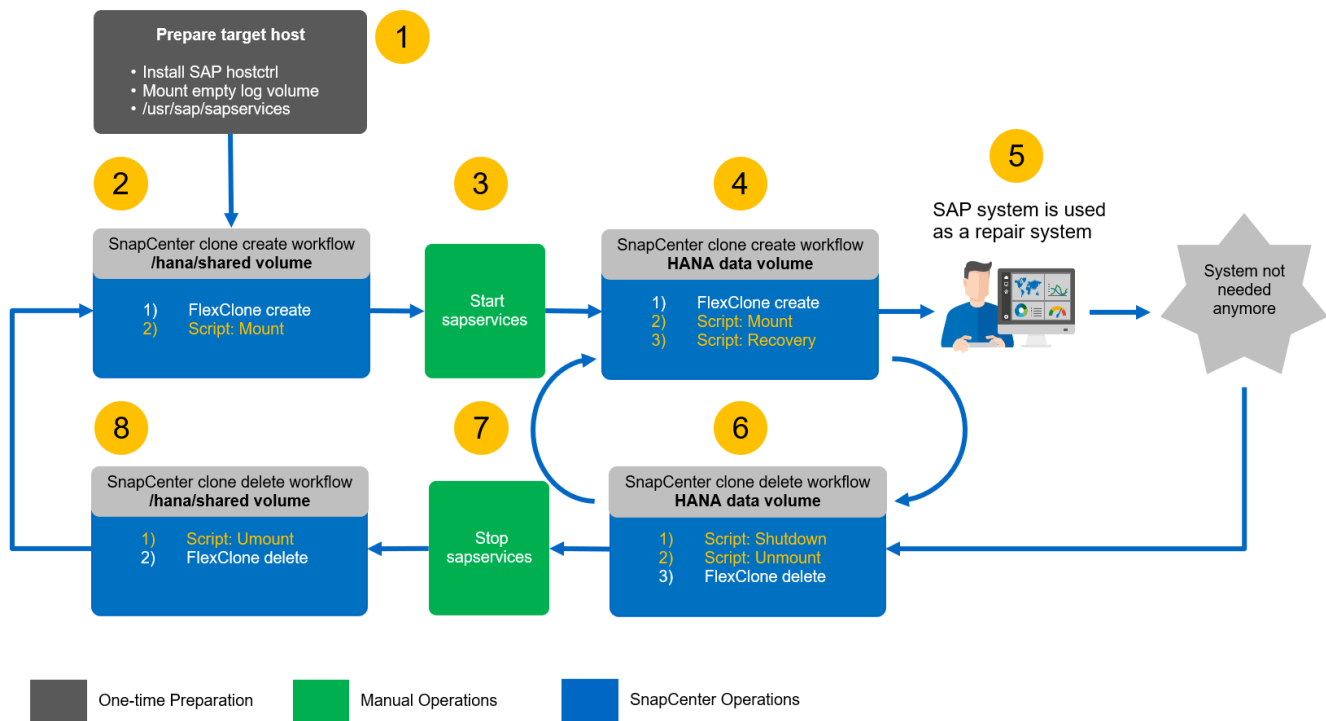 Prepare target host
• Install SAP hostctrl
• Mount empty log volume
• /usr/sap/sapservices
1
2
SnapCenter clone create workflow
/hana/shared volume
1) FlexClone create
2) Script: Mount
3
Start
sapservices
4
SnapCenter clone create workflow
HANA data volume
1) FlexClone create
2) Script: Mount
3) Script: Recovery
5
SAP system is used
as a repair system
System not
needed
anymore
8
SnapCenter clone delete workflow
/hana/shared volume
1) Script: Umount
2) FlexClone delete
7
Stop
sapservices
6
SnapCenter clone delete workflow
HANA data volume
1) Script: Shutdown
2) Script: Unmount
3) FlexClone delete
One-time Preparation
Manual Operations
SnapCenter Operations